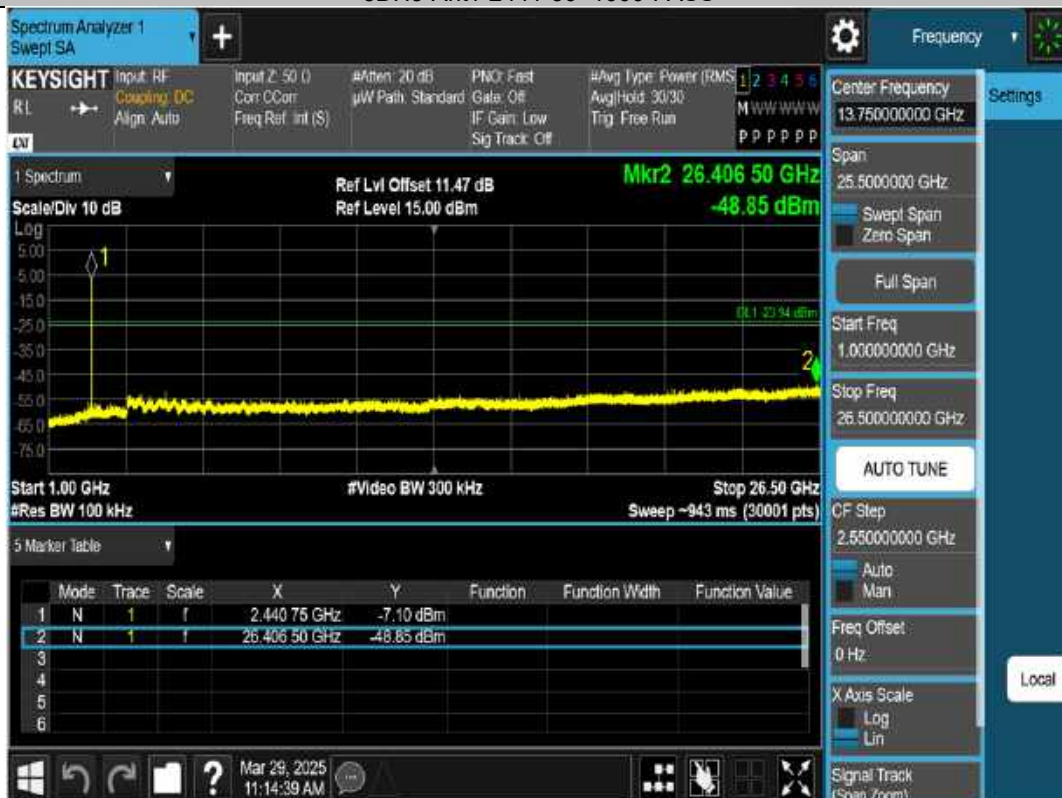 Spectrum Analyzer 1
Swept SA
Frequency
KEYSIGHT
RL
Input: RF
Coupling: DC
Align: Auto
Input Z: 50 Ω
Corr CCorr
Freq Ref: Int (S)
#Atten: 20 dB
µW Path: Standard
PNO: Fast
Gate: Off
IF Gain: Low
Sig Track: Off
#Avg Type: Power (RMS
Avg|Hold: 30/30
Trig: Free Run
1 2 3 4 5 6
M W W W W W
P P P P P P
1 Spectrum
Scale/Div 10 dB
Ref Lvl Offset 11.47 dB
Ref Level 15.00 dBm
Mkr2 26.406 50 GHz
-48.85 dBm
Log
5.00
-5.00
-15.0
-25.0
-35.0
-45.0
-55.0
-65.0
-75.0
1
DL1 -23.94 dBm
2
Start 1.00 GHz
#Video BW 300 kHz
Stop 26.50 GHz
#Res BW 100 kHz
Sweep ~943 ms (30001 pts)
5 Marker Table
Mode Trace Scale X Y Function Function Width Function Value
1 N 1 f 2.440 75 GHz -7.10 dBm
2 N 1 f 26.406 50 GHz -48.85 dBm
3
4
5
6
Mar 29, 2025
11:14:39 AM
Center Frequency
13.750000000 GHz
Settings
Span
25.5000000 GHz
Swept Span
Zero Span
Full Span
Start Freq
1.000000000 GHz
Stop Freq
26.500000000 GHz
AUTO TUNE
CF Step
2.550000000 GHz
Auto
Man
Freq Offset
0 Hz
X Axis Scale
Log
Lin
Local
Signal Track
(Span Zoom)